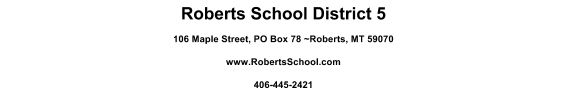 Roberts School District 5
106 Maple Street, PO Box 78 ~Roberts, MT 59070
www.RobertsSchool.com
406-445-2421